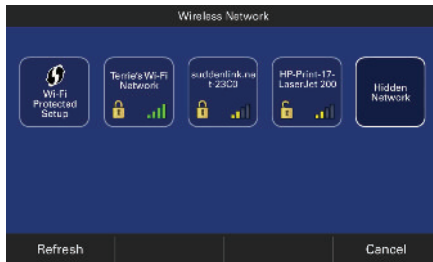 Wireless Network
Wi-Fi
Protected
Setup
Terrie's Wi-Fi
Network
suddenlink.ne
t-23C0
HP-Print-17-
LaserJet 200
Hidden
Network
Refresh
Cancel